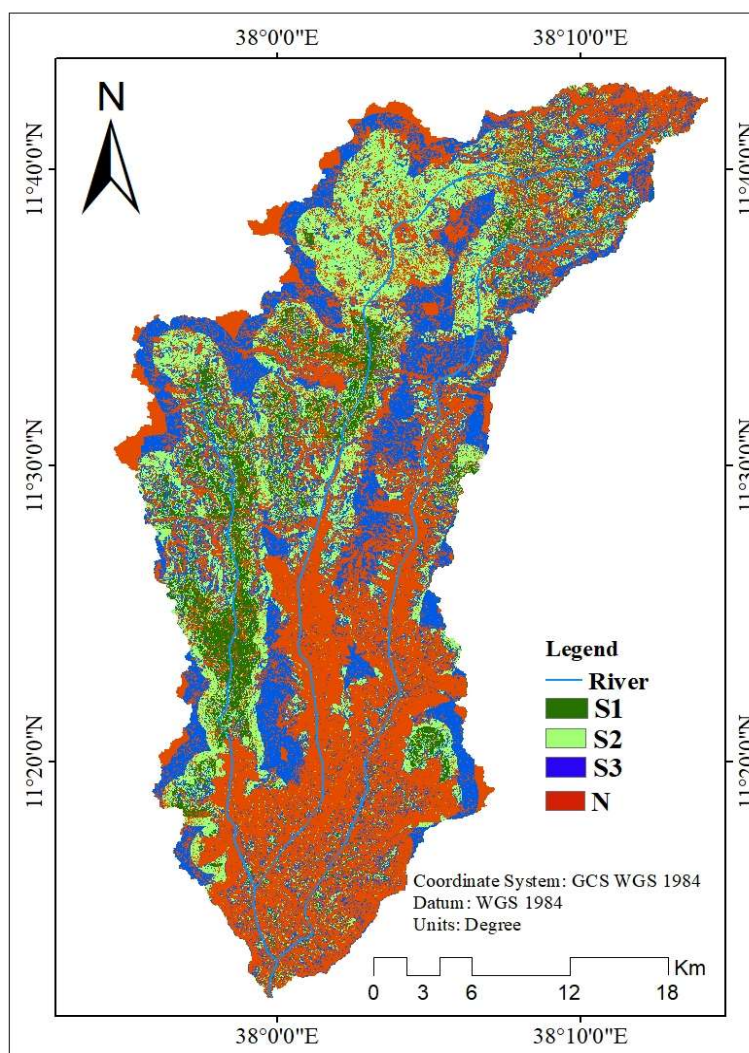 38°0'0"E 38°10'0"E
N
11°40'0"N 11°40'0"N
11°30'0"N 11°30'0"N
Legend
River
S1
S2
S3
N
11°20'0"N 11°20'0"N
Coordinate System: GCS WGS 1984
Datum: WGS 1984
Units: Degree
Km
0 3 6 12 18
38°0'0"E 38°10'0"E